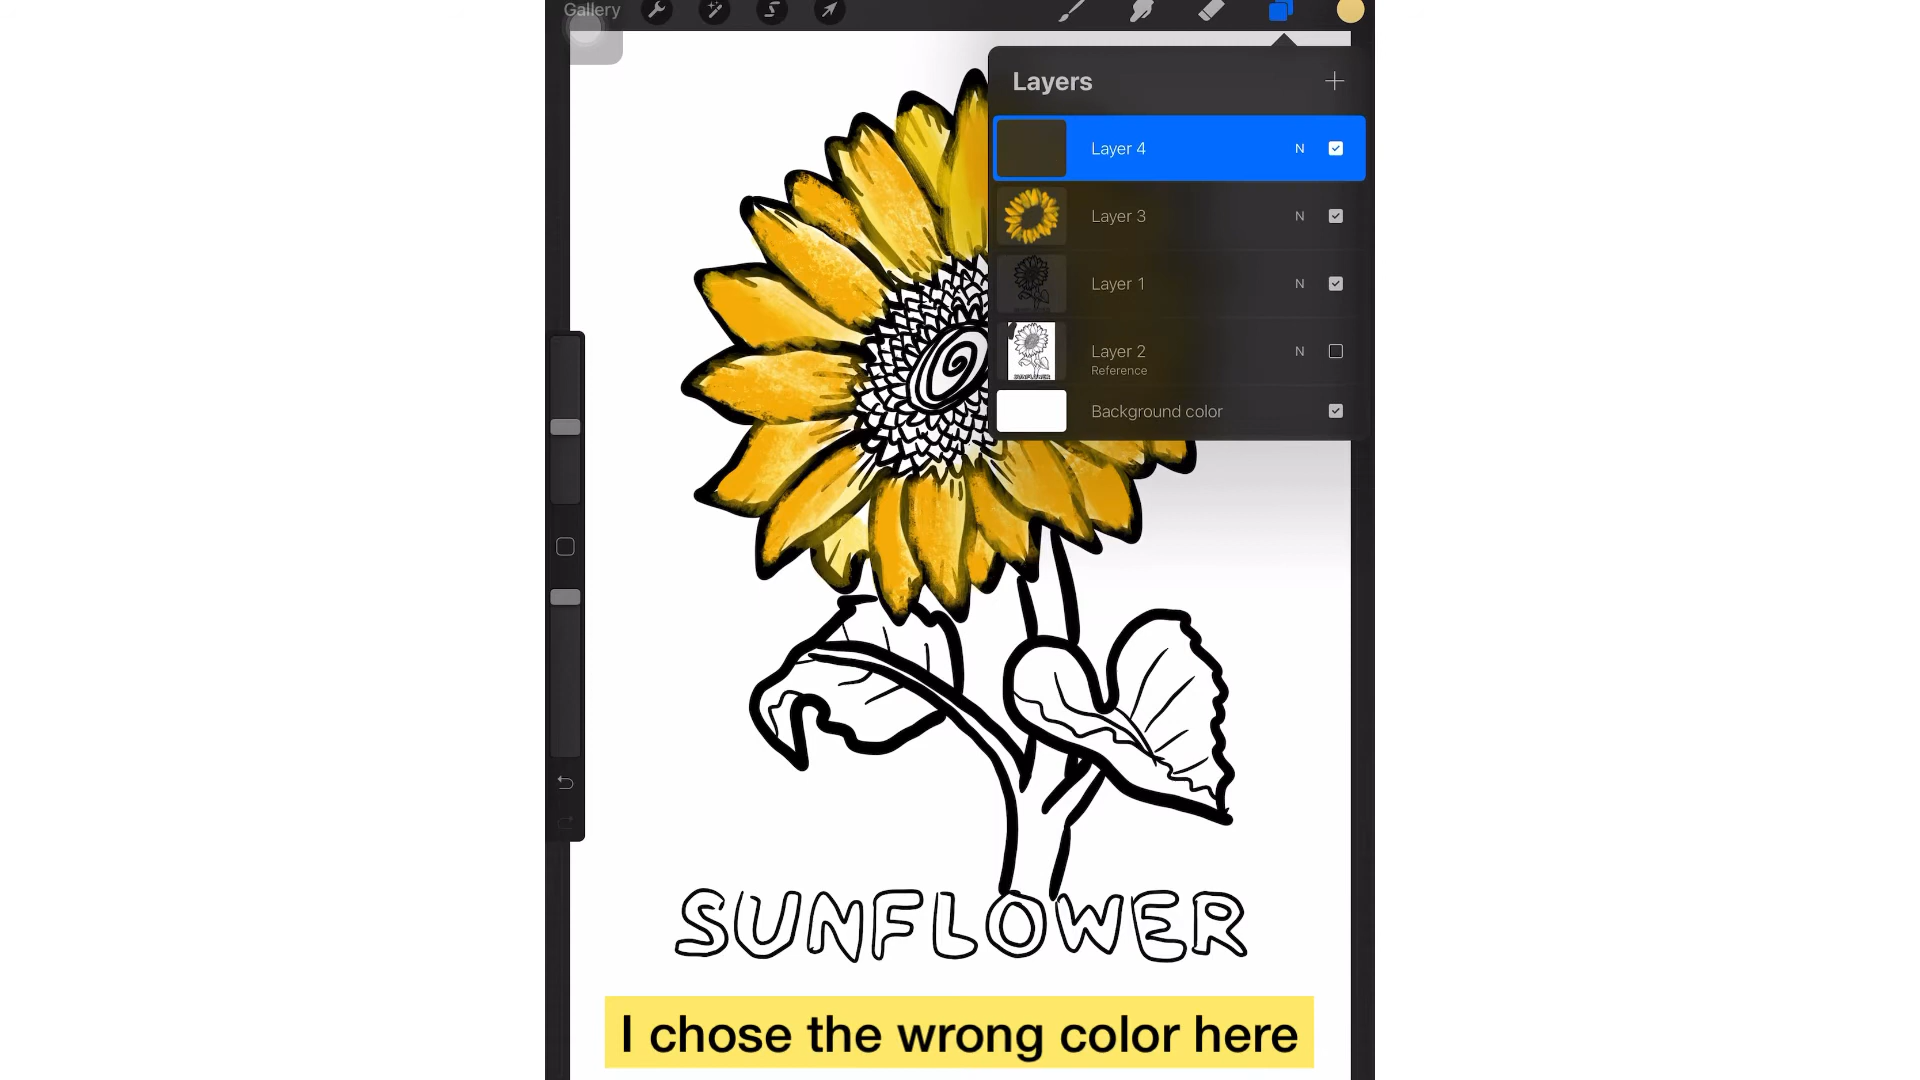 Gallery
Layers
Layer 4 N
Layer 3 N
Layer 1 N
Layer 2 N
Reference
Background color
SUNFLOWER
I chose the wrong color here